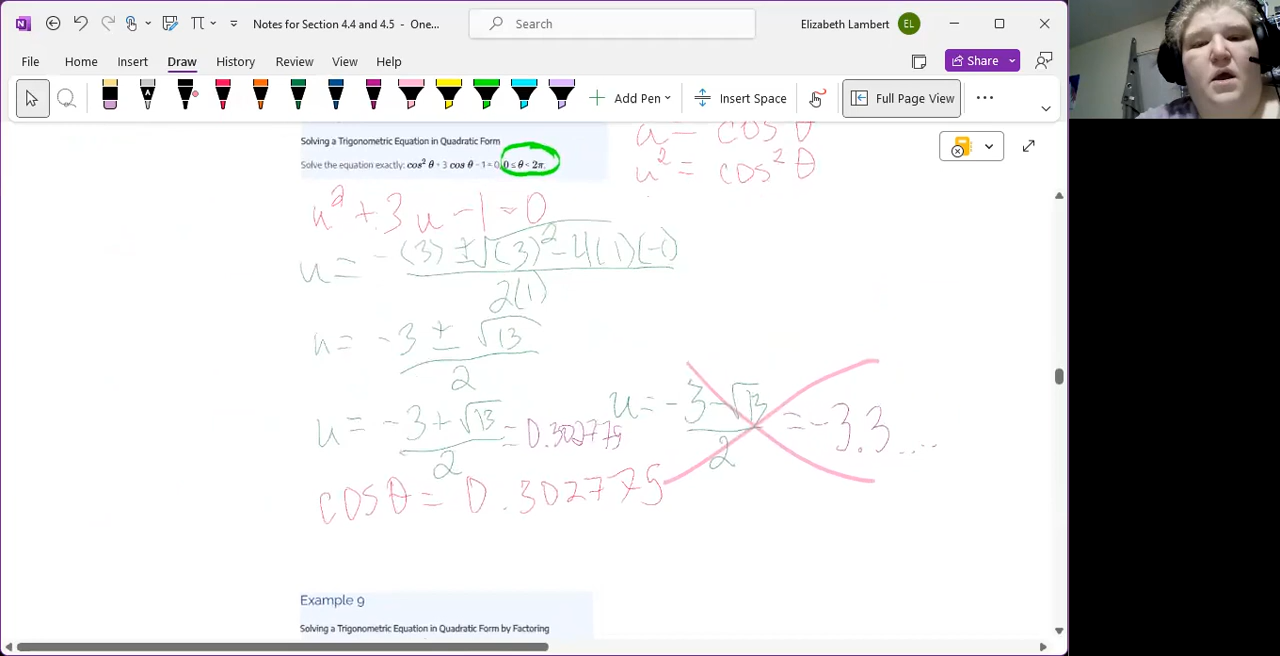 Notes for Section 4.4 and 4.5 - One...
Search
Elizabeth Lambert
EL
File Home Insert Draw History Review View Help
Share
Add Pen
Insert Space
Full Page View
Solving a Trigonometric Equation in Quadratic Form
Solve the equation exactly: cos² θ + 3 cos θ − 1 = 0, 0 ≤ θ < 2π.
u = cos θ
u² = cos² θ
u² + 3u − 1 = 0
u = −(3) ± √(3)² − 4(1)(−1)
2(1)
u = −3 ± √13
2
u = −3 + √13 = 0.302775
2
u = −3 − √13 = −3.3....
2
cos θ = 0.302775
Example 9
Solving a Trigonometric Equation in Quadratic Form by Factoring